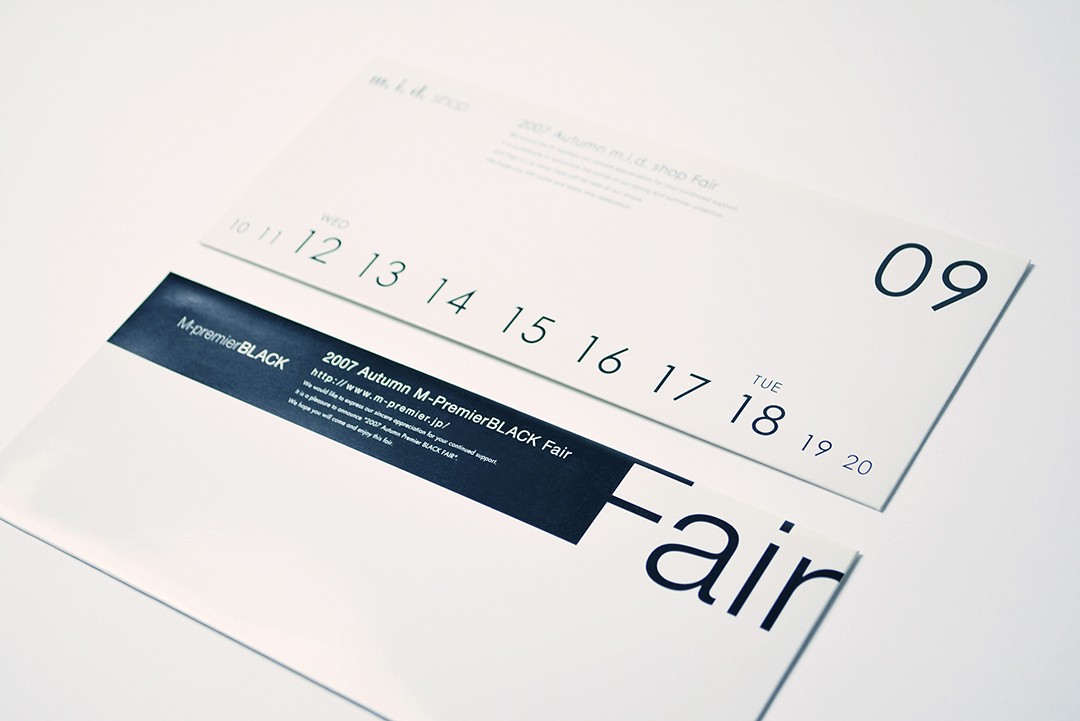 m. i. d. shop
2007 Autumn m.i.d. shop Fair
09
WED
TUE
10 11 12 13 14 15 16 17 18 19 20
M-premierBLACK
2007 Autumn M-PremierBLACK Fair
http://www.m-premier.jp/
We would like to express our sincere appreciation for your continued support.
It is a pleasure to announce "2007 Autumn Premier BLACK FAIR".
We hope you will come and enjoy this fair.
Fair